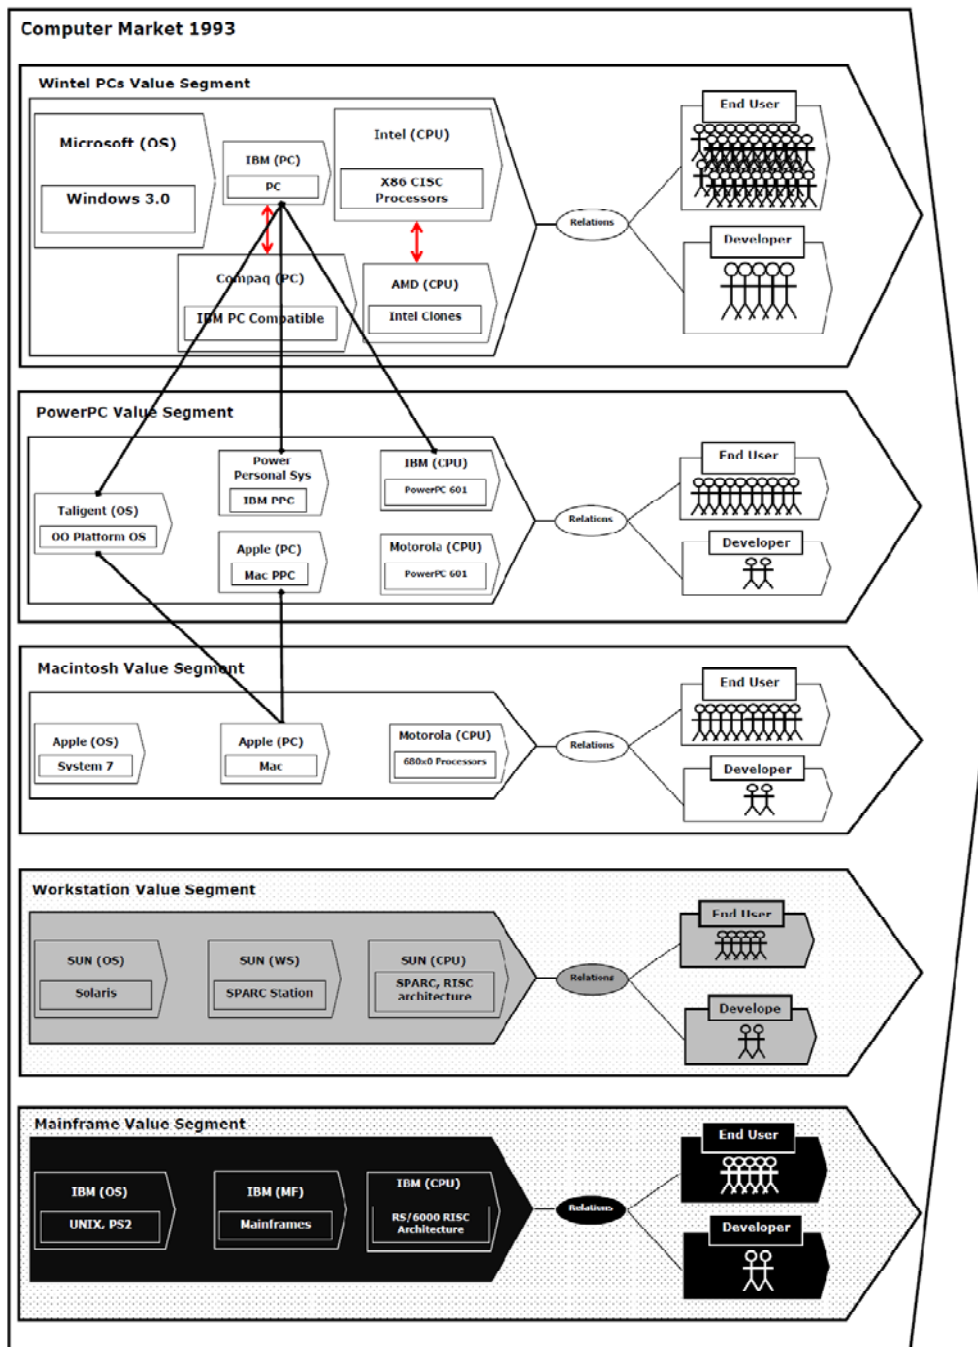 Computer Market 1993
Wintel PCs Value Segment
Microsoft (OS)
Windows 3.0
IBM (PC)
PC
Intel (CPU)
X86 CISC
Processors
Compaq (PC)
IBM PC Compatible
AMD (CPU)
Intel Clones
Relations
End User
Developer
PowerPC Value Segment
Taligent (OS)
OO Platform OS
Power
Personal Sys
IBM PPC
IBM (CPU)
PowerPC 601
Apple (PC)
Mac PPC
Motorola (CPU)
PowerPC 601
Relations
End User
Developer
Macintosh Value Segment
Apple (OS)
System 7
Apple (PC)
Mac
Motorola (CPU)
680x0 Processors
Relations
End User
Developer
Workstation Value Segment
SUN (OS)
Solaris
SUN (WS)
SPARC Station
SUN (CPU)
SPARC, RISC
architecture
Relations
End User
Develope
Mainframe Value Segment
IBM (OS)
UNIX, PS2
IBM (MF)
Mainframes
IBM (CPU)
RS/6000 RISC
Architecture
Relations
End User
Developer